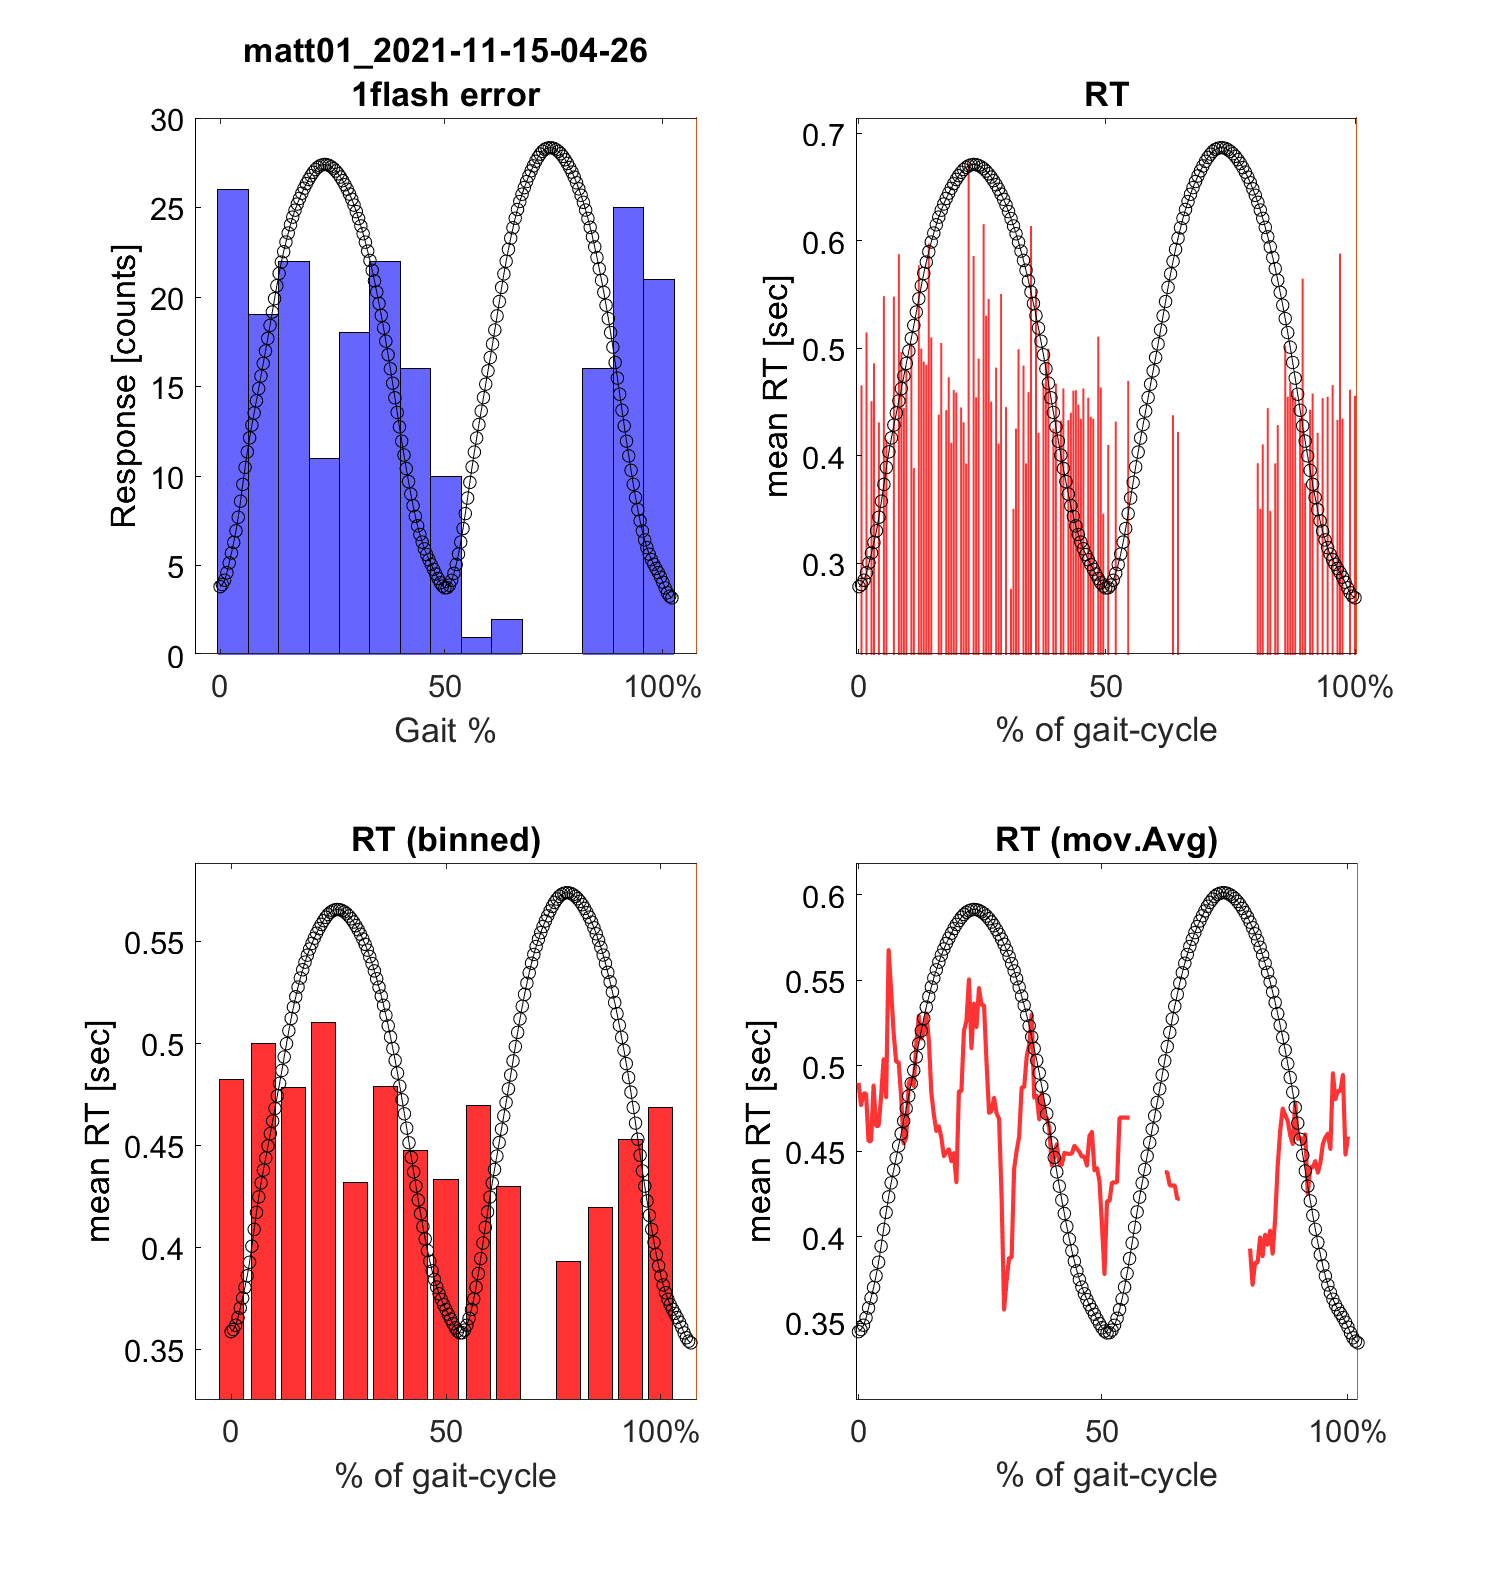 matt01_2021-11-15-04-26
1flash error
30
25
20
15
10
5
0
Response [counts]
0 50 100%
Gait %
RT
0.7
0.6
0.5
0.4
0.3
mean RT [sec]
0 50 100%
% of gait-cycle
RT (binned)
0.55
0.5
0.45
0.4
0.35
mean RT [sec]
0 50 100%
% of gait-cycle
RT (mov.Avg)
0.6
0.55
0.5
0.45
0.4
0.35
mean RT [sec]
0 50 100%
% of gait-cycle